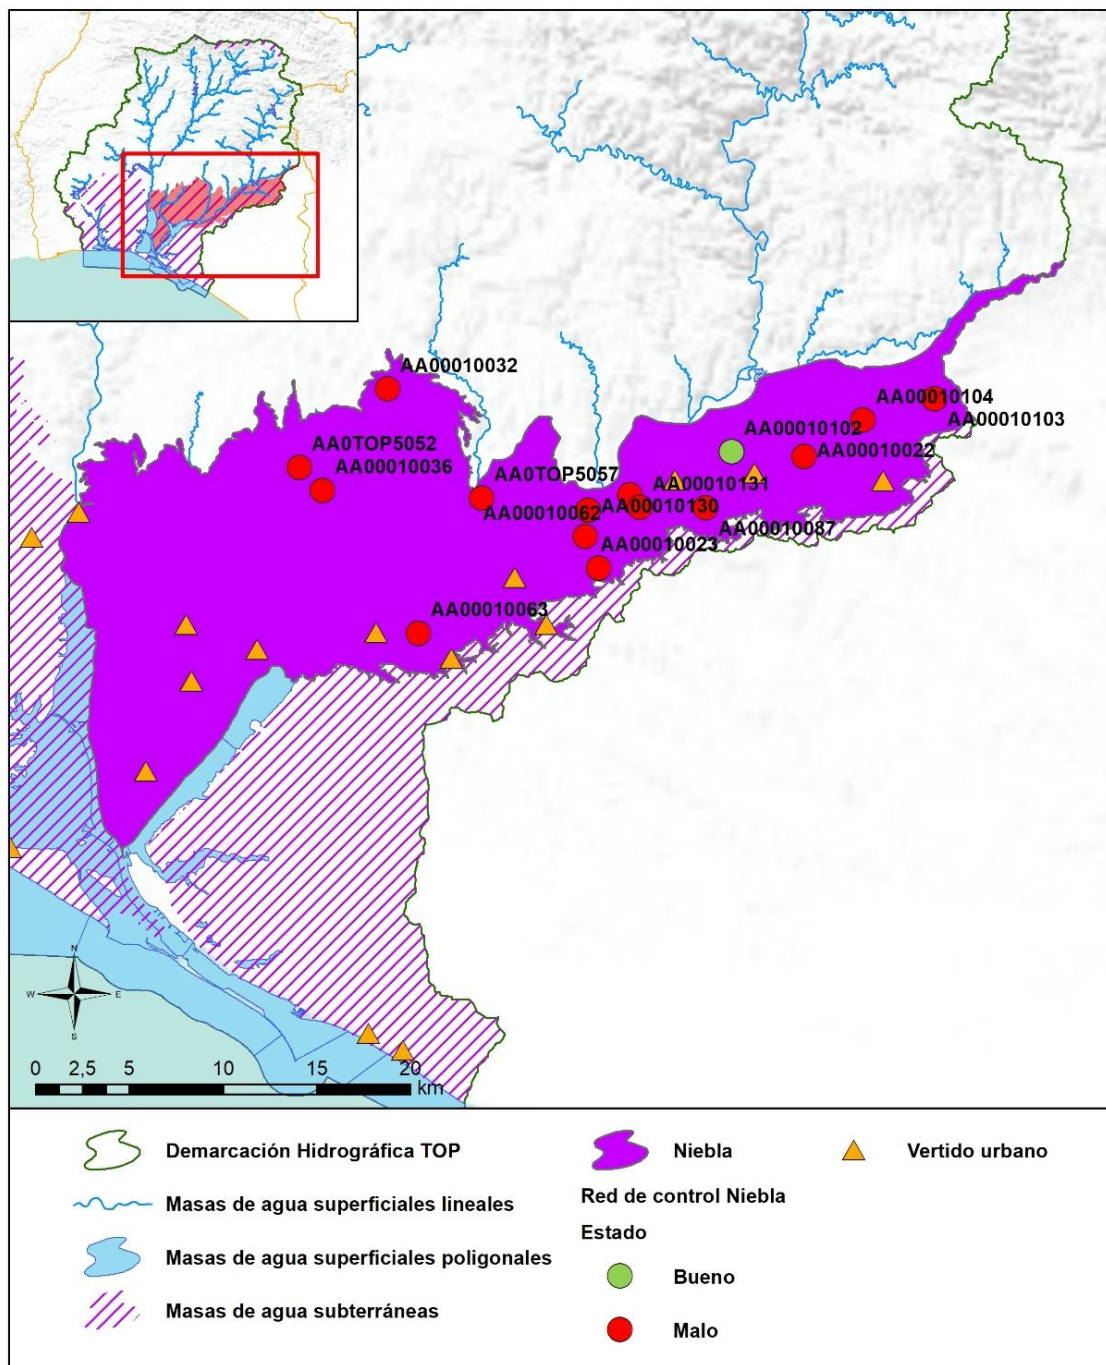 AA00010032
AA00010104
AA00010103
AA00010102
AA0TOP5052
AA00010022
AA00010036
AA0TOP5057
AA00010131
AA00010062
AA00010130
AA00010087
AA00010023
AA00010063
N
W
E
S
0 2,5 5 10 15 20
km
Demarcación Hidrográfica TOP
Masas de agua superficiales lineales
Masas de agua superficiales poligonales
Masas de agua subterráneas
Niebla
Red de control Niebla
Estado
Bueno
Malo
Vertido urbano